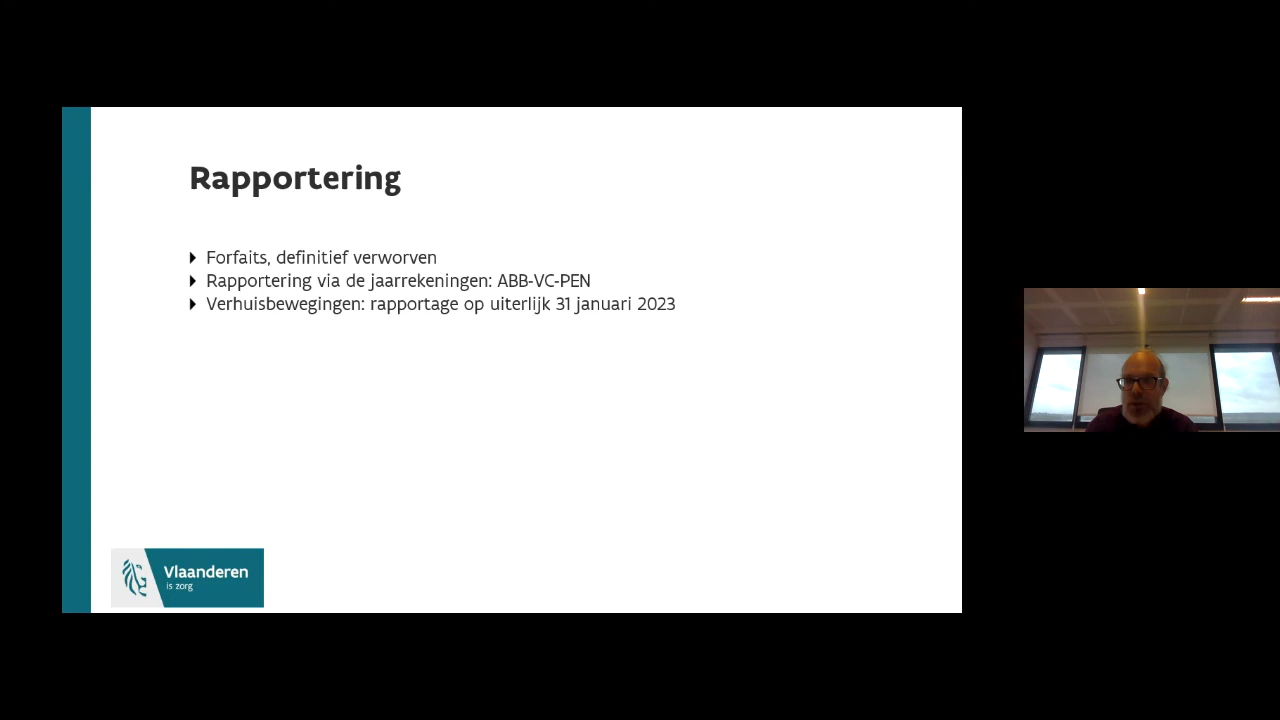 Rapportering
Forfaits, definitief verworven
Rapportering via de jaarrekeningen: ABB-VC-PEN
Verhuisbewegingen: rapportage op uiterlijk 31 januari 2023
Vlaanderen
is zorg